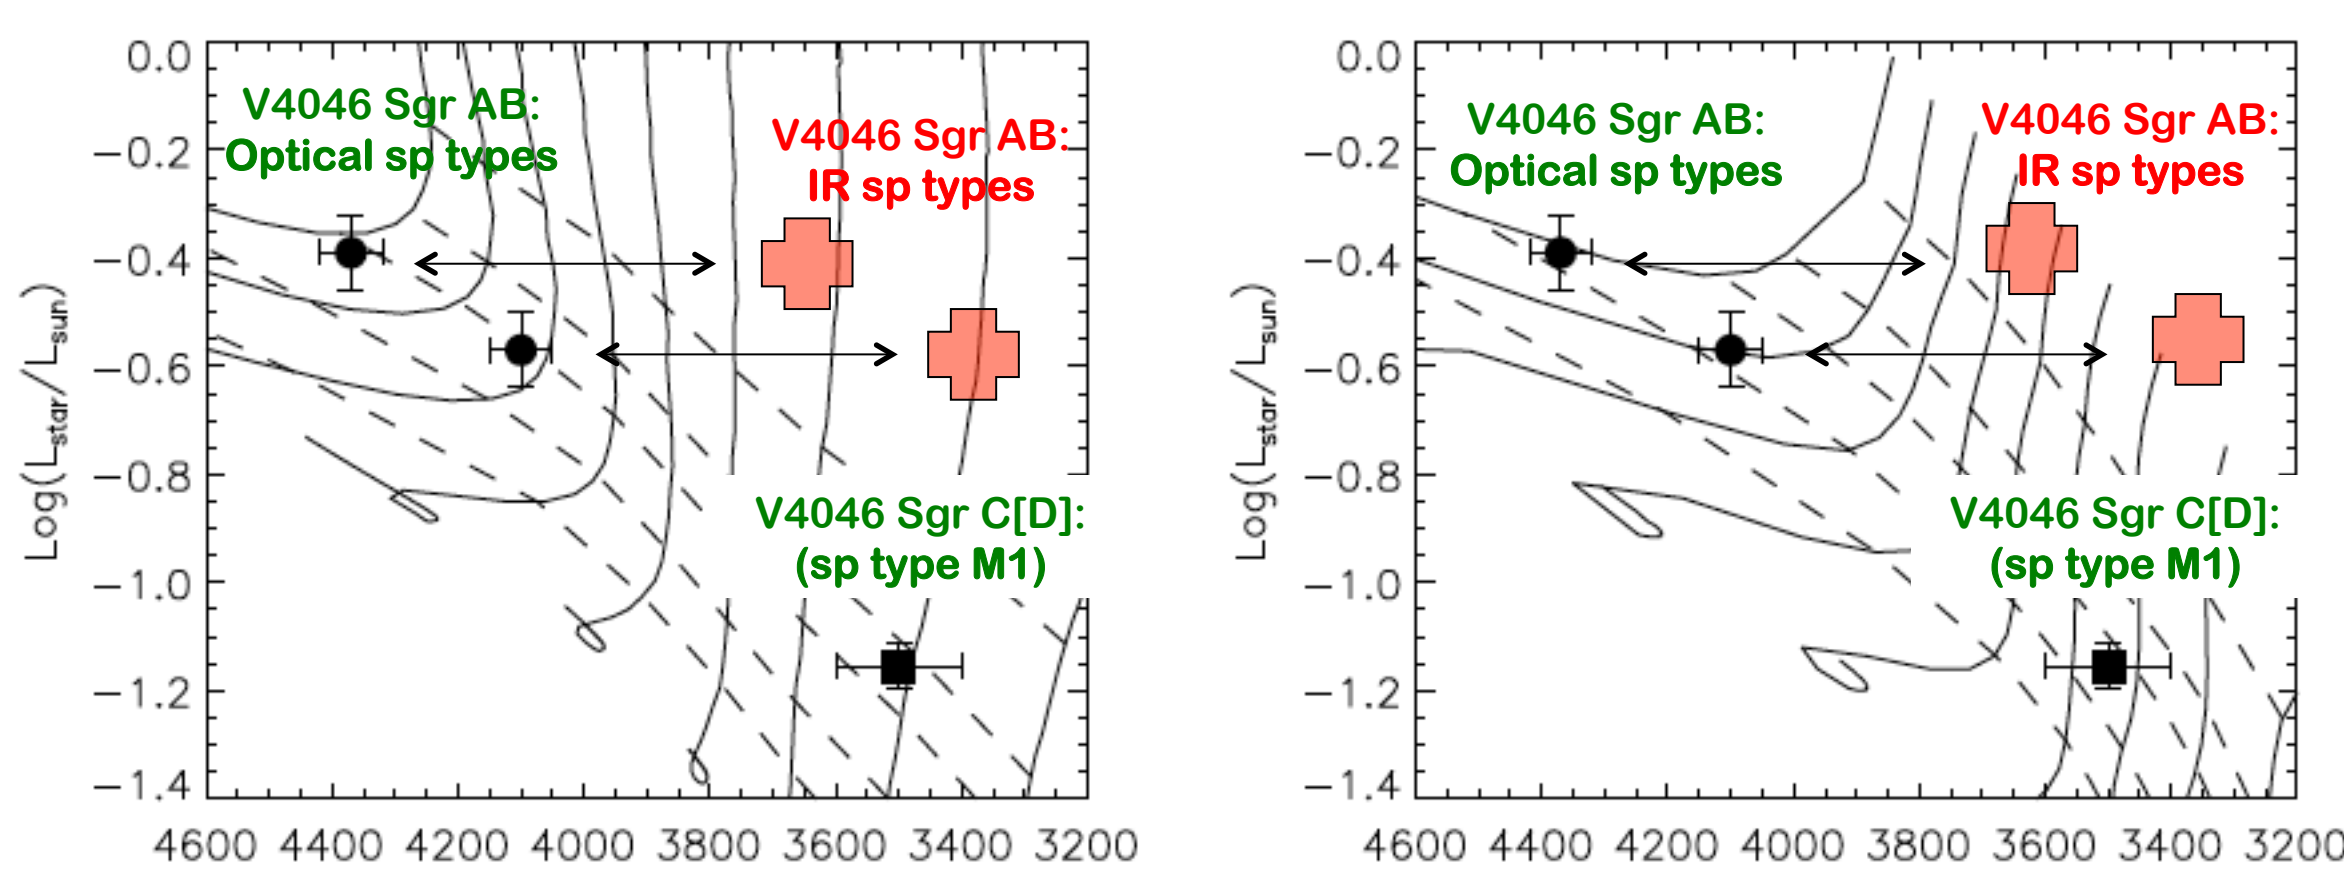 0.0
−0.2
−0.4
−0.6
−0.8
−1.0
−1.2
−1.4
Log(Lstar/Lsun)
V4046 Sgr AB:
Optical sp types
V4046 Sgr AB:
IR sp types
V4046 Sgr C[D]:
(sp type M1)
4600 4400 4200 4000 3800 3600 3400 3200
0.0
−0.2
−0.4
−0.6
−0.8
−1.0
−1.2
−1.4
Log(Lstar/Lsun)
V4046 Sgr AB:
Optical sp types
V4046 Sgr AB:
IR sp types
V4046 Sgr C[D]:
(sp type M1)
4600 4400 4200 4000 3800 3600 3400 3200